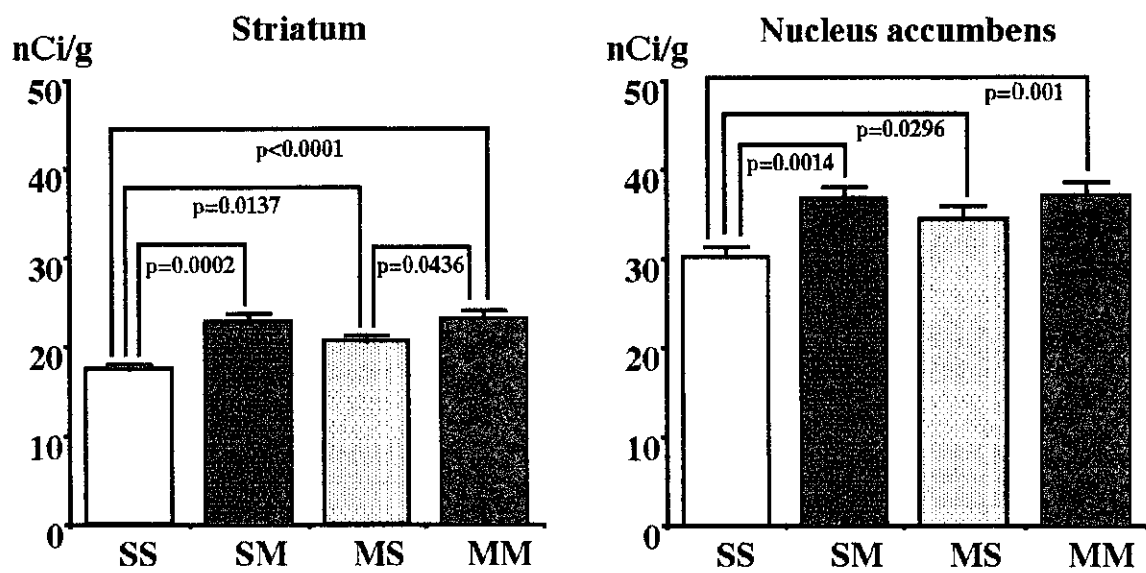 Striatum
nCi/g
50
40
30
20
10
0
p<0.0001
p=0.0137
p=0.0002
p=0.0436
SS SM MS MM
Nucleus accumbens
nCi/g
50
40
30
20
10
0
p=0.001
p=0.0296
p=0.0014
SS SM MS MM